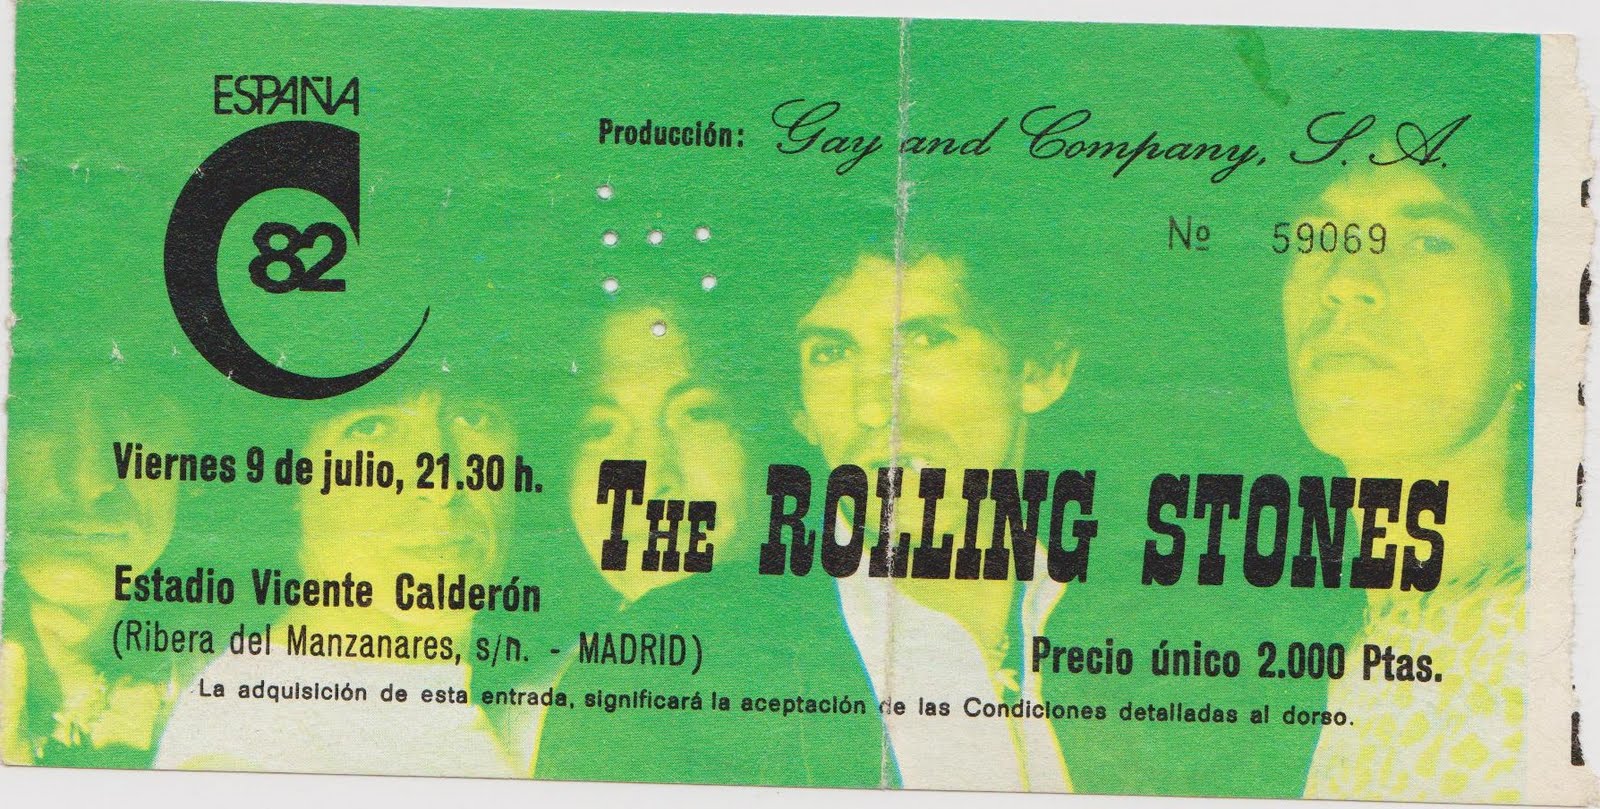 ESPAÑA
82
Producción: Gay and Company, S. A.
Nº 59069
Viernes 9 de julio, 21.30 h.
THE ROLLING STONES
Estadio Vicente Calderón
(Ribera del Manzanares, s/n. - MADRID)
Precio único 2.000 Ptas.
La adquisición de esta entrada, significará la aceptación de las Condiciones detalladas al dorso.